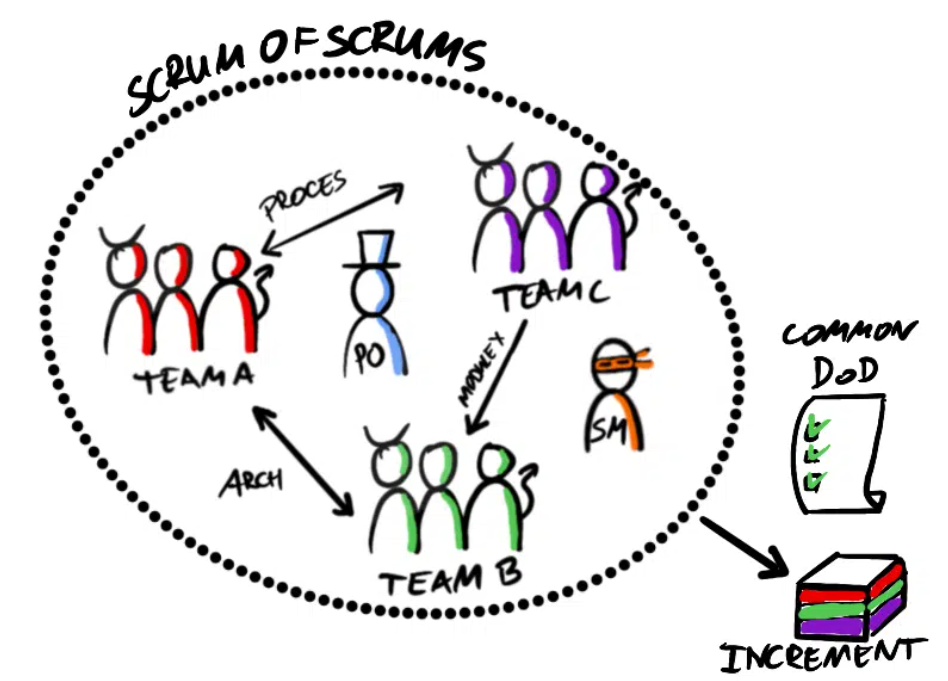 SCRUM OF SCRUMS
PROCES
TEAM C
PO
TEAM A
MODULE X
SM
COMMON
DoD
ARCH
TEAM B
INCREMENT